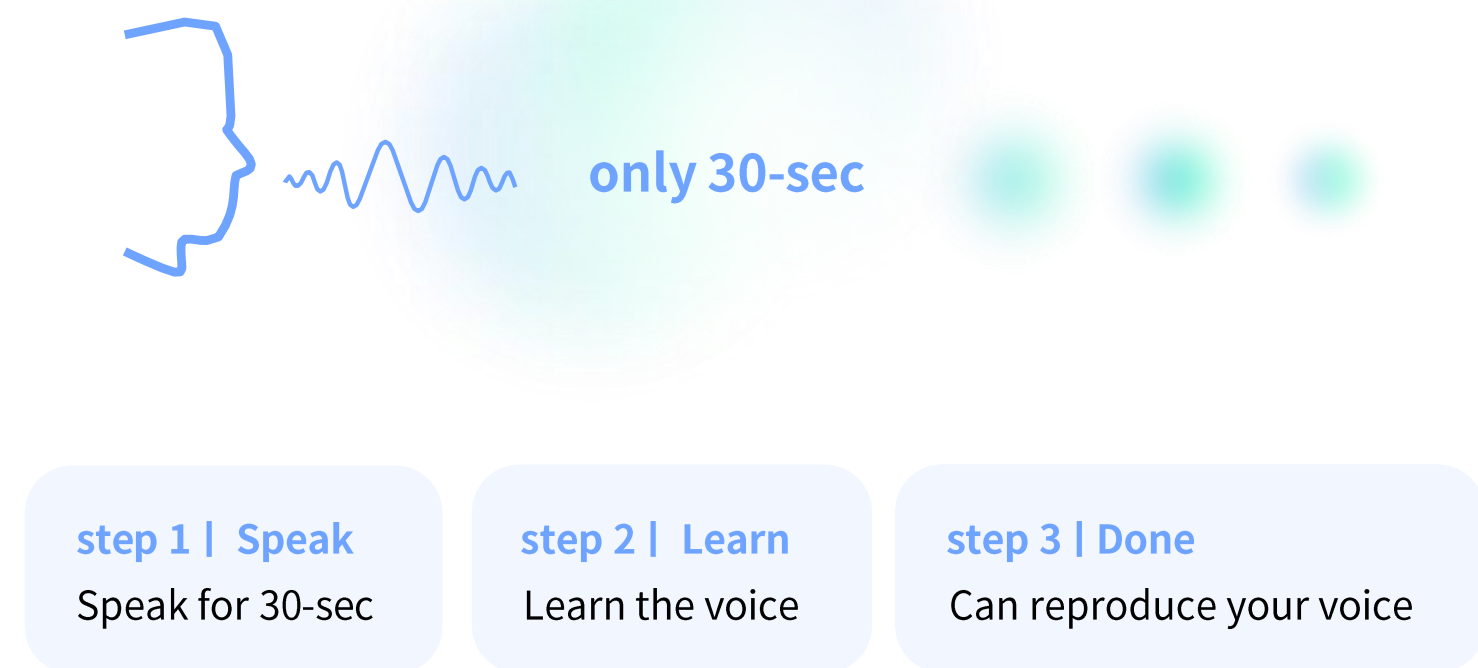 only 30-sec
step 1 | Speak
Speak for 30-sec
step 2 | Learn
Learn the voice
step 3 | Done
Can reproduce your voice